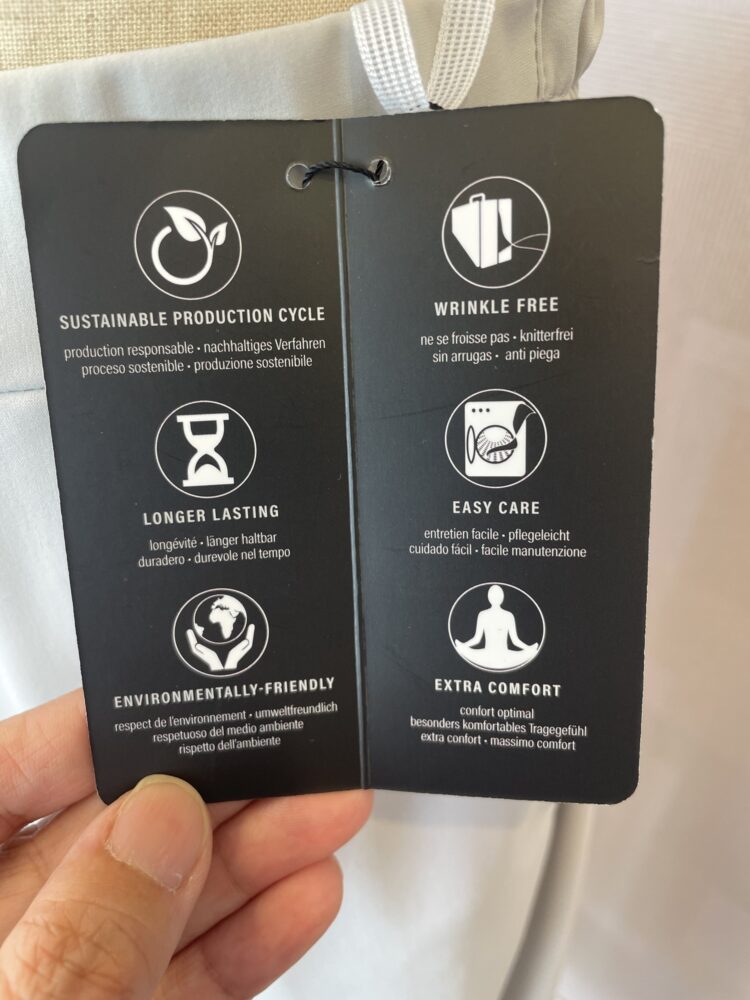 SUSTAINABLE PRODUCTION CYCLE
production responsable • nachhaltiges Verfahren
proceso sostenible • produzione sostenibile
LONGER LASTING
longévité • länger haltbar
duradero • durevole nel tempo
ENVIRONMENTALLY-FRIENDLY
respect de l'environnement • umweltfreundlich
respetuoso del medio ambiente
rispetto dell'ambiente
WRINKLE FREE
ne se froisse pas • knitterfrei
sin arrugas • anti piega
EASY CARE
entretien facile • pflegeleicht
cuidado fácil • facile manutenzione
EXTRA COMFORT
confort optimal
besonders komfortables Tragegefühl
extra confort • massimo comfort